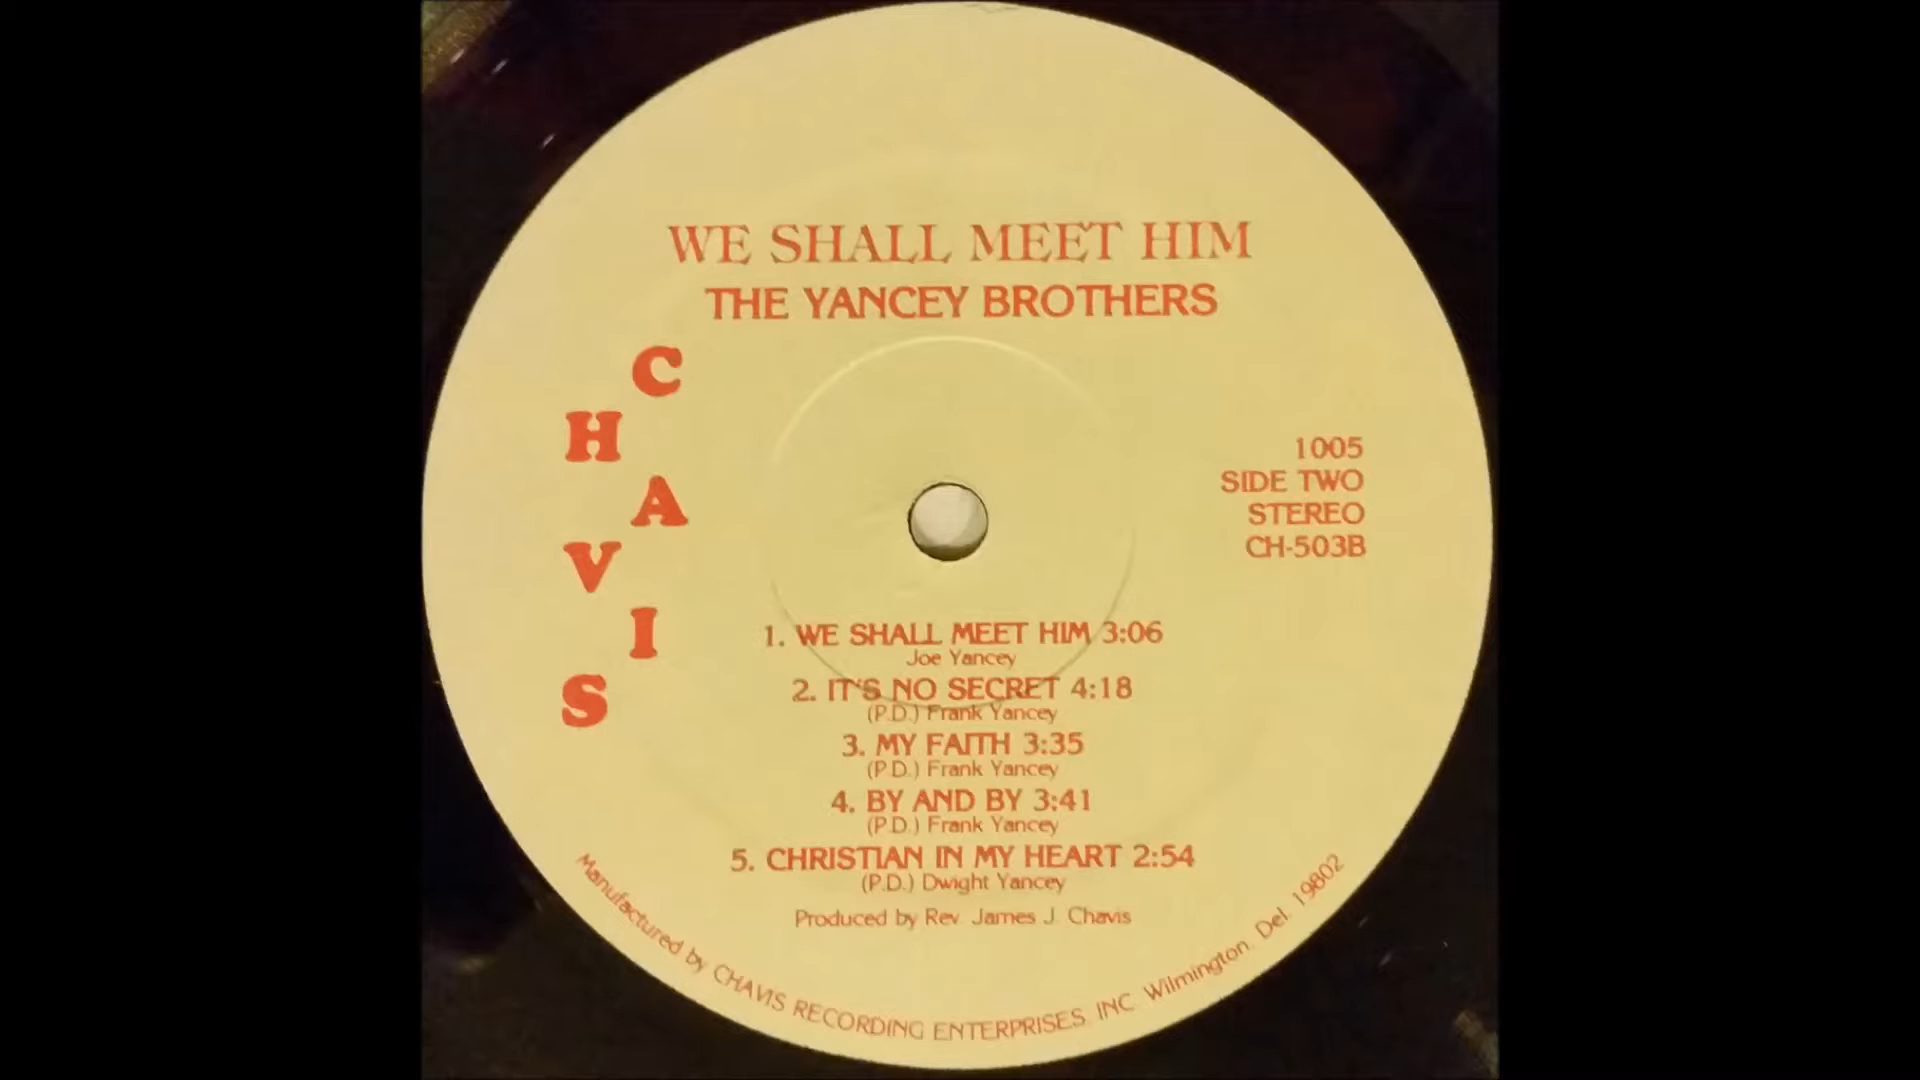 WE SHALL MEET HIM
THE YANCEY BROTHERS
CHAVIS
1005
SIDE TWO
STEREO
CH-503B
1. WE SHALL MEET HIM 3:06
Joe Yancey
2. IT'S NO SECRET 4:18
(P.D.) Frank Yancey
3. MY FAITH 3:35
(P.D.) Frank Yancey
4. BY AND BY 3:41
(P.D.) Frank Yancey
5. CHRISTIAN IN MY HEART 2:54
(P.D.) Dwight Yancey
Produced by Rev. James J. Chavis
Manufactured by CHAVIS RECORDING ENTERPRISES, INC. Wilmington, Del. 19802